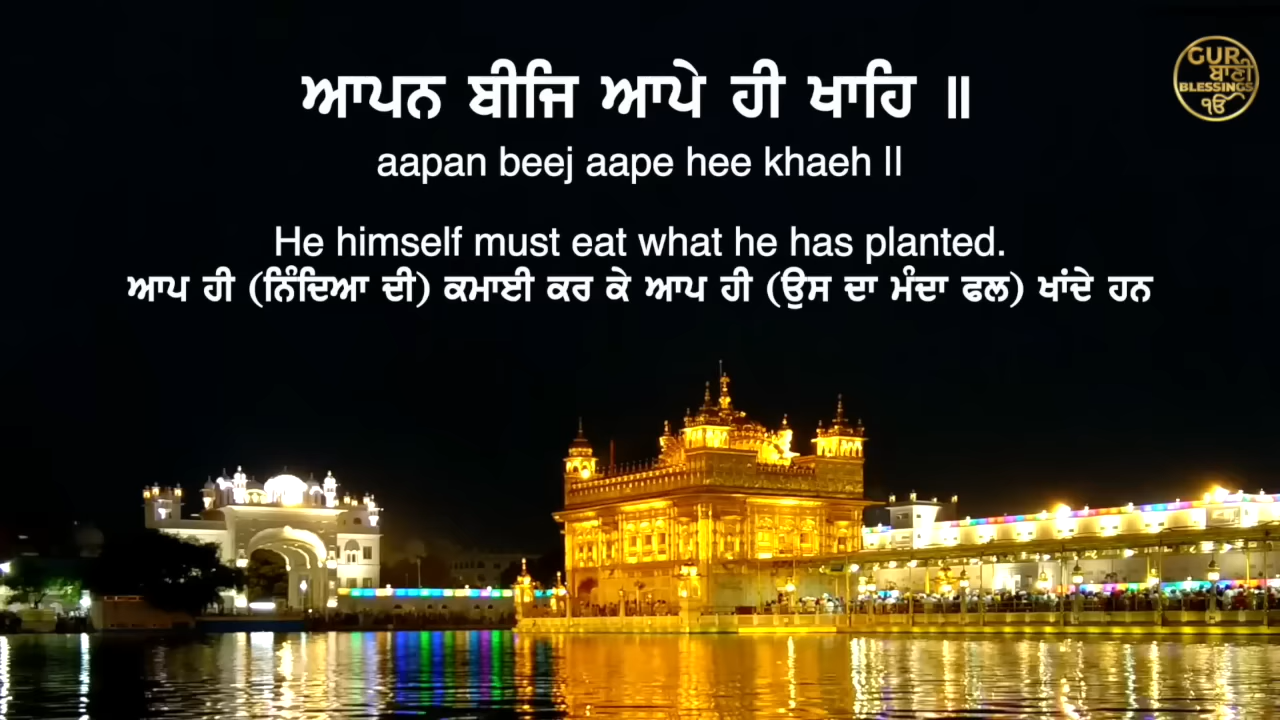 ਆਪਨ ਬੀਜਿ ਆਪੇ ਹੀ ਖਾਹਿ ॥
aapan beej aape hee khaeh ll
He himself must eat what he has planted.
ਆਪ ਹੀ (ਨਿੰਦਿਆ ਦੀ) ਕਮਾਈ ਕਰ ਕੇ ਆਪ ਹੀ (ਉਸ ਦਾ ਮੰਦਾ ਫਲ) ਖਾਂਦੇ ਹਨ
GUR
ਬਾਣੀ
BLESSINGS
ੴ